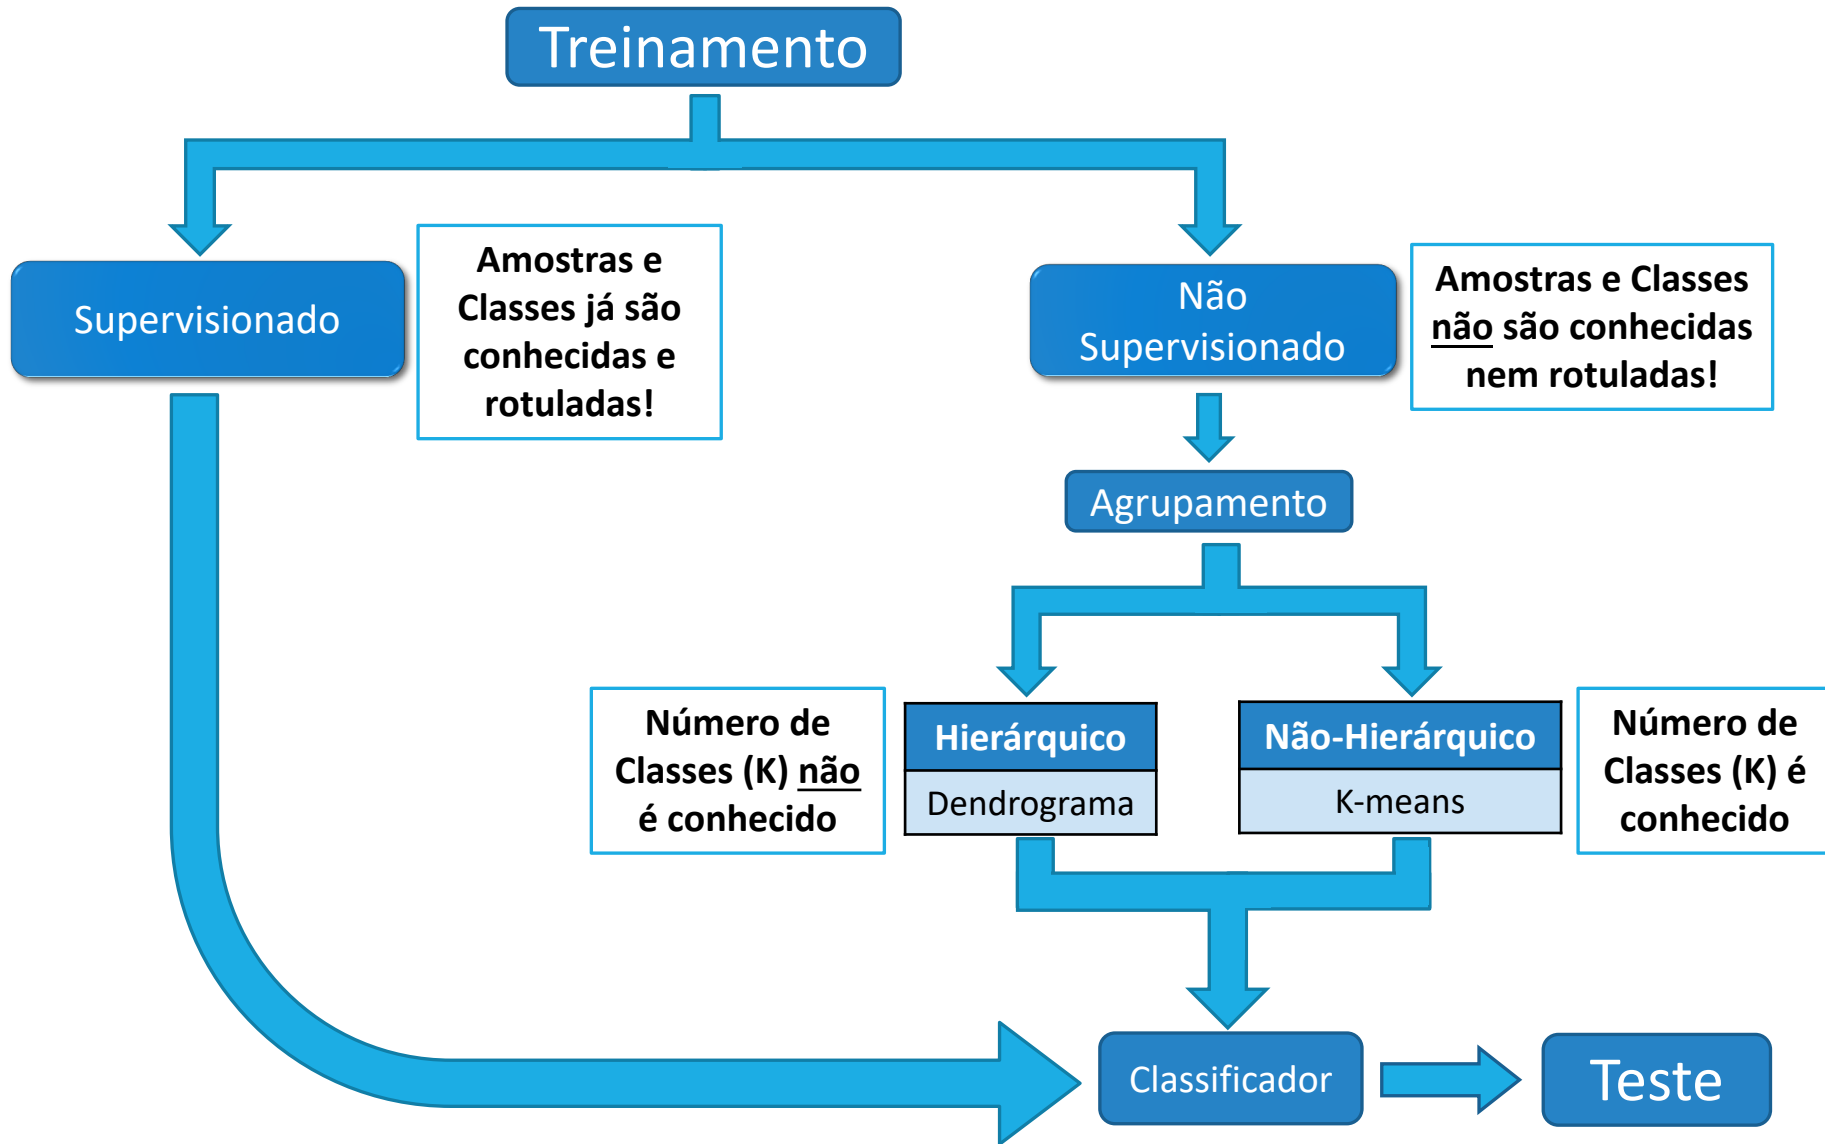 Treinamento
Supervisionado
Amostras e
Classes já são
conhecidas e
rotuladas!
Não
Supervisionado
Amostras e Classes
não são conhecidas
nem rotuladas!
Agrupamento
Número de
Classes (K) não
é conhecido
Hierárquico
Dendrograma
Não-Hierárquico
K-means
Número de
Classes (K) é
conhecido
Classificador
Teste